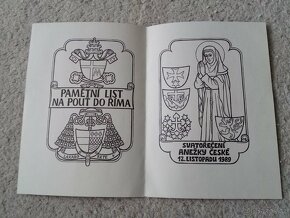 PAMĚTNÍ LIST
NA POUŤ DO ŘÍMA
SVATOŘEČENÍ
ANEŽKY ČESKÉ
12. LISTOPADU 1989